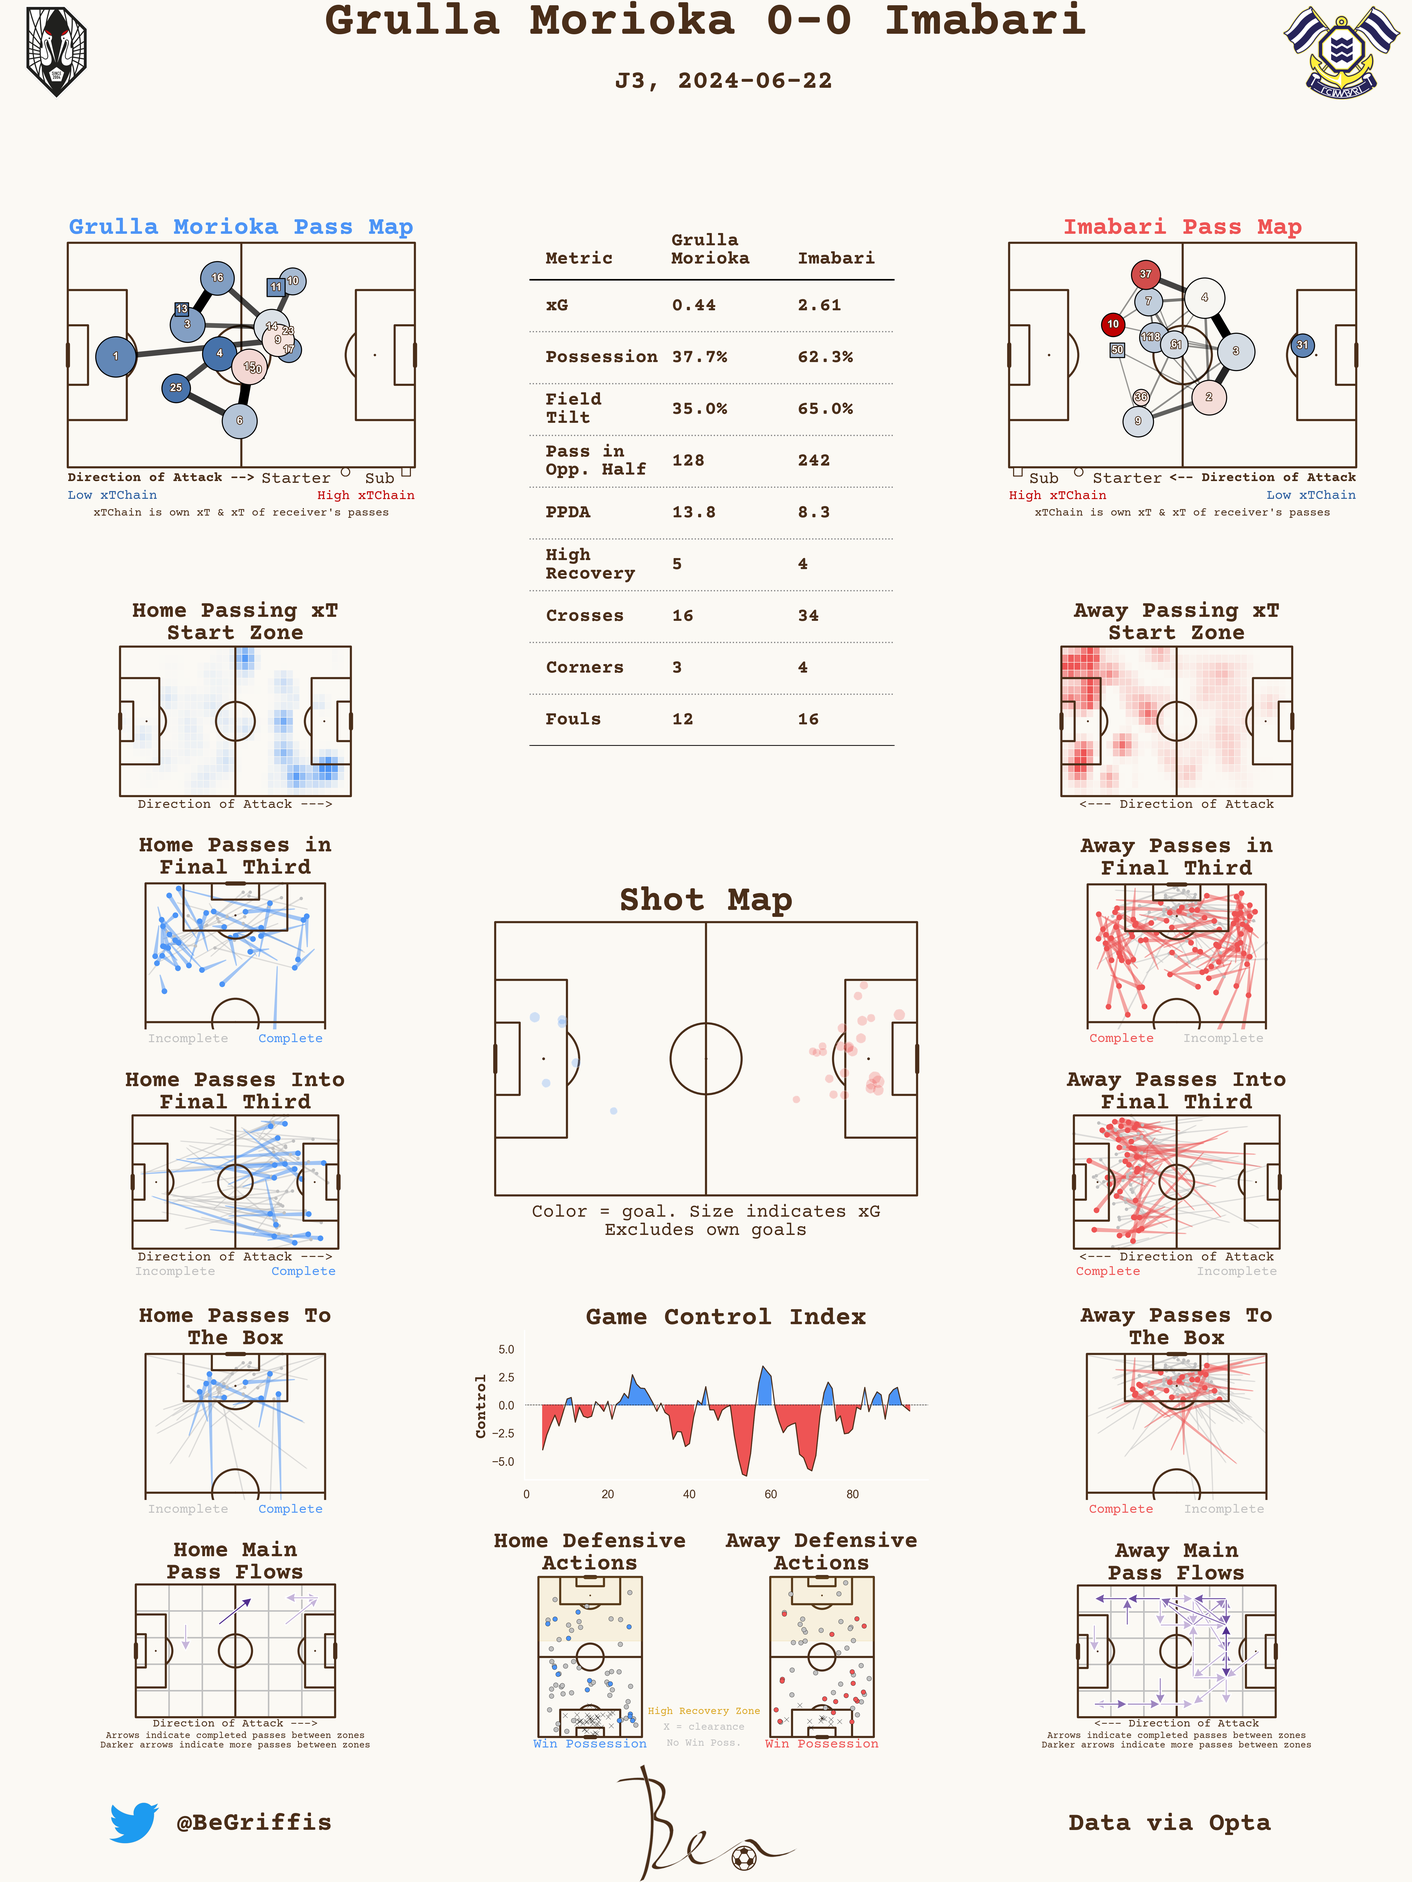 Grulla Morioka 0-0 Imabari
J3, 2024-06-22
Grulla Morioka Pass Map
16
11
10
13
3
14
23
9
17
1
4
30
25
6
Direction of Attack --> Starter Sub
Low xTChain High xTChain
xTChain is own xT & xT of receiver's passes
Metric Grulla Morioka Imabari
xG 0.44 2.61
Possession 37.7% 62.3%
Field Tilt 35.0% 65.0%
Pass in Opp. Half 128 242
PPDA 13.8 8.3
High Recovery 5 4
Crosses 16 34
Corners 3 4
Fouls 12 16
Imabari Pass Map
37
7
4
10
18
50
3
31
36
2
9
Sub Starter <-- Direction of Attack
High xTChain Low xTChain
xTChain is own xT & xT of receiver's passes
Home Passing xT
Start Zone
Direction of Attack --->
Away Passing xT
Start Zone
<--- Direction of Attack
Home Passes in
Final Third
Incomplete Complete
Shot Map
Color = goal. Size indicates xG
Excludes own goals
Away Passes in
Final Third
Complete Incomplete
Home Passes Into
Final Third
Direction of Attack --->
Incomplete Complete
Away Passes Into
Final Third
<--- Direction of Attack
Complete Incomplete
Home Passes To
The Box
Incomplete Complete
Game Control Index
Control
5.0
2.5
0.0
−2.5
−5.0
0 20 40 60 80
Away Passes To
The Box
Complete Incomplete
Home Main
Pass Flows
Direction of Attack --->
Arrows indicate completed passes between zones
Darker arrows indicate more passes between zones
Home Defensive
Actions
Win Possession
High Recovery Zone
X = clearance
No Win Poss.
Away Defensive
Actions
Win Possession
Away Main
Pass Flows
<--- Direction of Attack
Arrows indicate completed passes between zones
Darker arrows indicate more passes between zones
@BeGriffis
Ben
Data via Opta